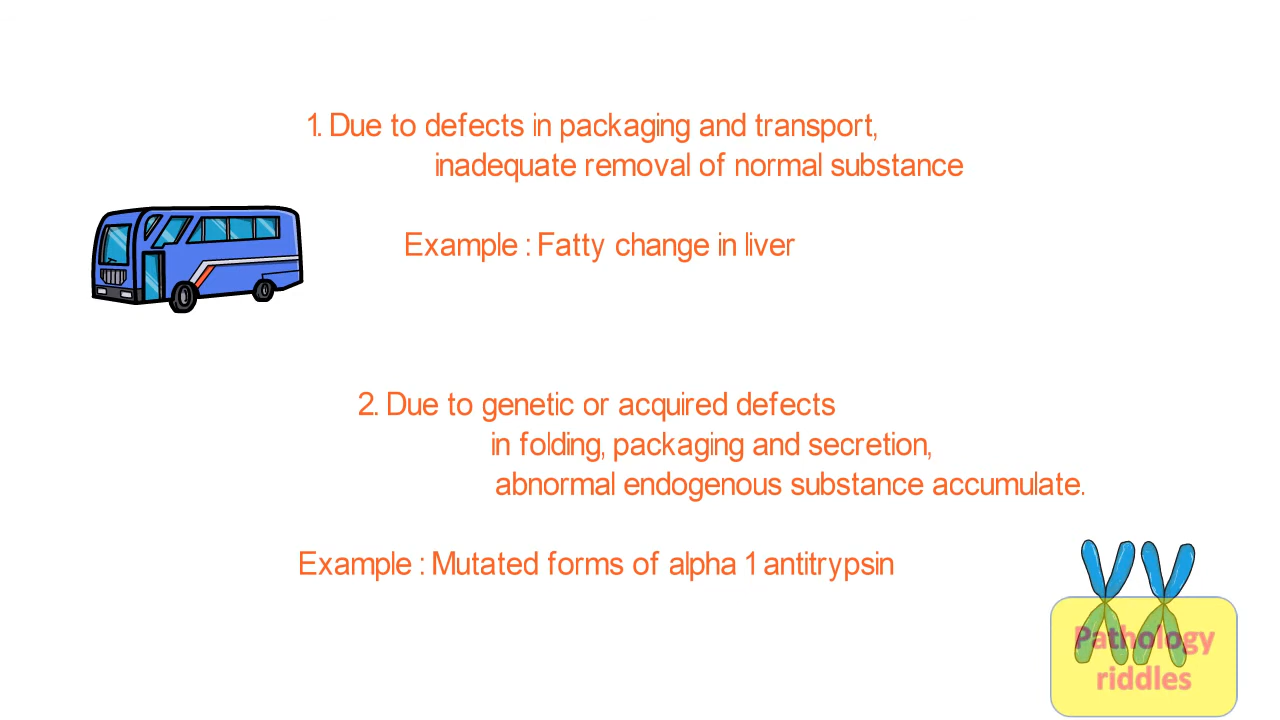 1. Due to defects in packaging and transport,
inadequate removal of normal substance
Example : Fatty change in liver
2. Due to genetic or acquired defects
in folding, packaging and secretion,
abnormal endogenous substance accumulate.
Example : Mutated forms of alpha 1 antitrypsin
Pathology
riddles